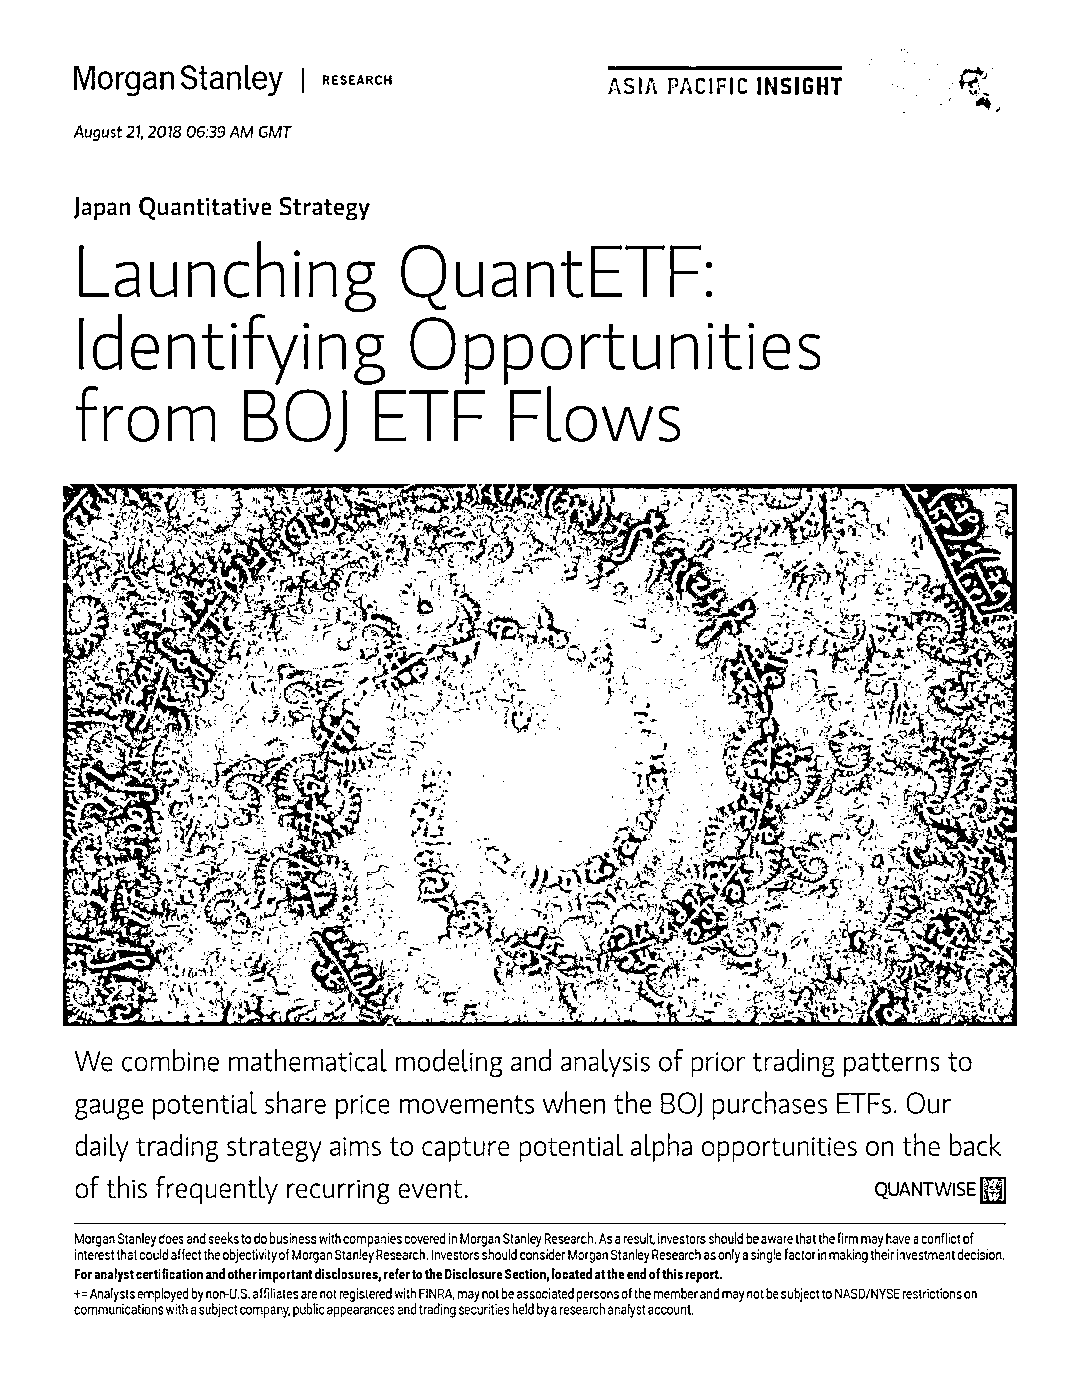 Morgan Stanley | RESEARCH
ASIA PACIFIC INSIGHT
August 21, 2018 06:39 AM GMT
Japan Quantitative Strategy
Launching QuantETF:
Identifying Opportunities
from BOJ ETF Flows
We combine mathematical modeling and analysis of prior trading patterns to
gauge potential share price movements when the BOJ purchases ETFs. Our
daily trading strategy aims to capture potential alpha opportunities on the back
of this frequently recurring event.
QUANTWISE
Morgan Stanley does and seeks to do business with companies covered in Morgan Stanley Research. As a result, investors should be aware that the firm may have a conflict of
interest that could affect the objectivity of Morgan Stanley Research. Investors should consider Morgan Stanley Research as only a single factor in making their investment decision.
For analyst certification and other important disclosures, refer to the Disclosure Section, located at the end of this report.
+= Analysts employed by non-U.S. affiliates are not registered with FINRA, may not be associated persons of the member and may not be subject to NASD/NYSE restrictions on
communications with a subject company, public appearances and trading securities held by a research analyst account.